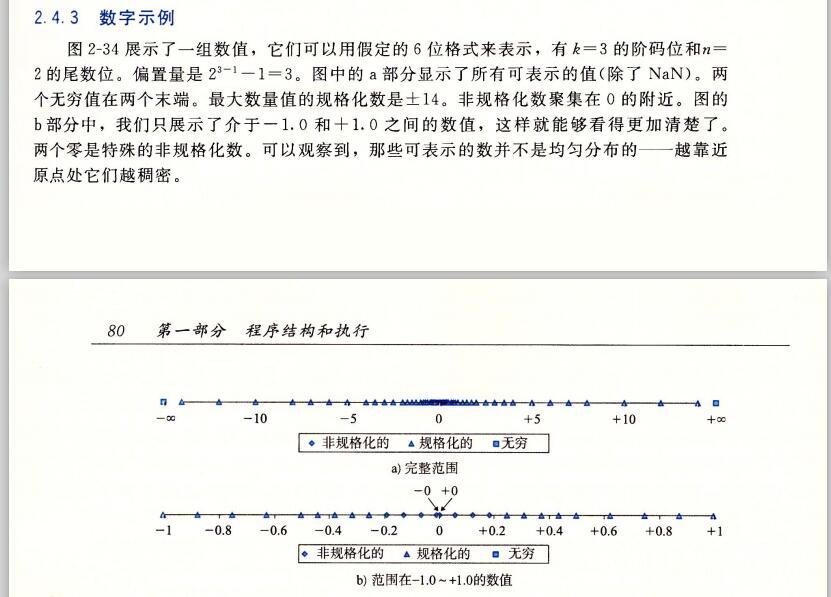 2.4.3 数字示例
图 2-34 展示了一组数值，它们可以用假定的 6 位格式来表示，有 k=3 的阶码位和n=
2 的尾数位。偏置量是 2³⁻¹-1=3。图中的 a 部分显示了所有可表示的值(除了 NaN)。两
个无穷值在两个末端。最大数量值的规格化数是±14。非规格化数聚集在 0 的附近。图的
b 部分中，我们只展示了介于-1.0 和+1.0 之间的数值，这样就能够看得更加清楚了。
两个零是特殊的非规格化数。可以观察到，那些可表示的数并不是均匀分布的——越靠近
原点处它们越稠密。
80 第一部分 程序结构和执行
-∞ -10 -5 0 +5 +10 +∞
非规格化的 规格化的 无穷
a) 完整范围
-0 +0
-1 -0.8 -0.6 -0.4 -0.2 0 +0.2 +0.4 +0.6 +0.8 +1
非规格化的 规格化的 无穷
b) 范围在-1.0～+1.0的数值